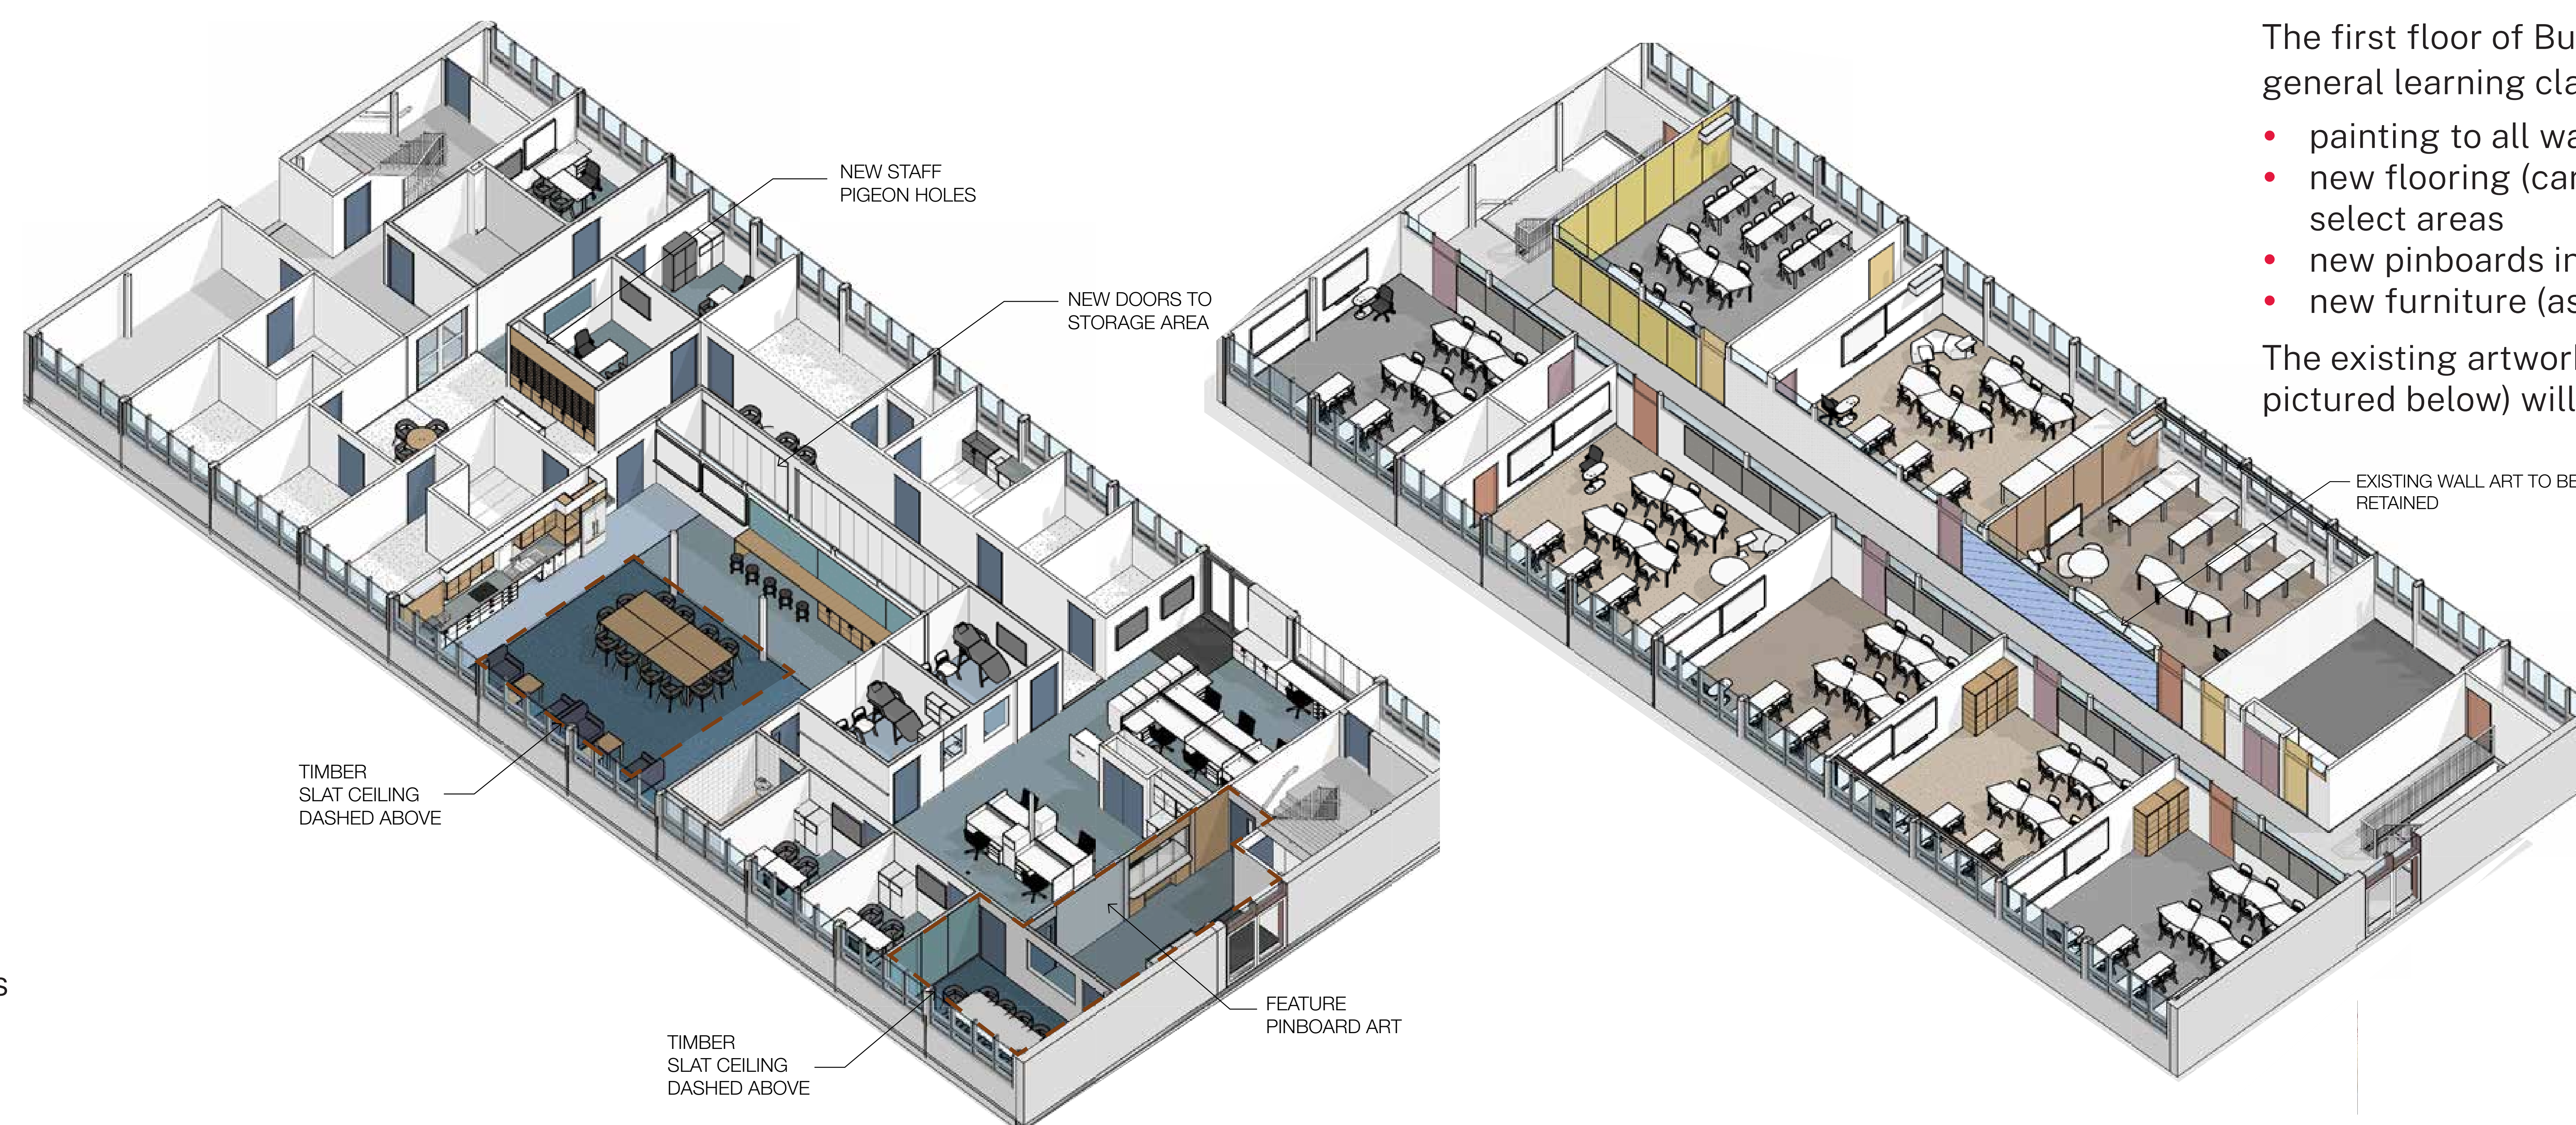 NEW STAFF
PIGEON HOLES
NEW DOORS TO
STORAGE AREA
TIMBER
SLAT CEILING
DASHED ABOVE
TIMBER
SLAT CEILING
DASHED ABOVE
FEATURE
PINBOARD ART
s
The first floor of Bu
general learning cla
• painting to all wa
• new flooring (car
select areas
• new pinboards in
• new furniture (as
The existing artwork
pictured below) will
EXISTING WALL ART TO BE
RETAINED